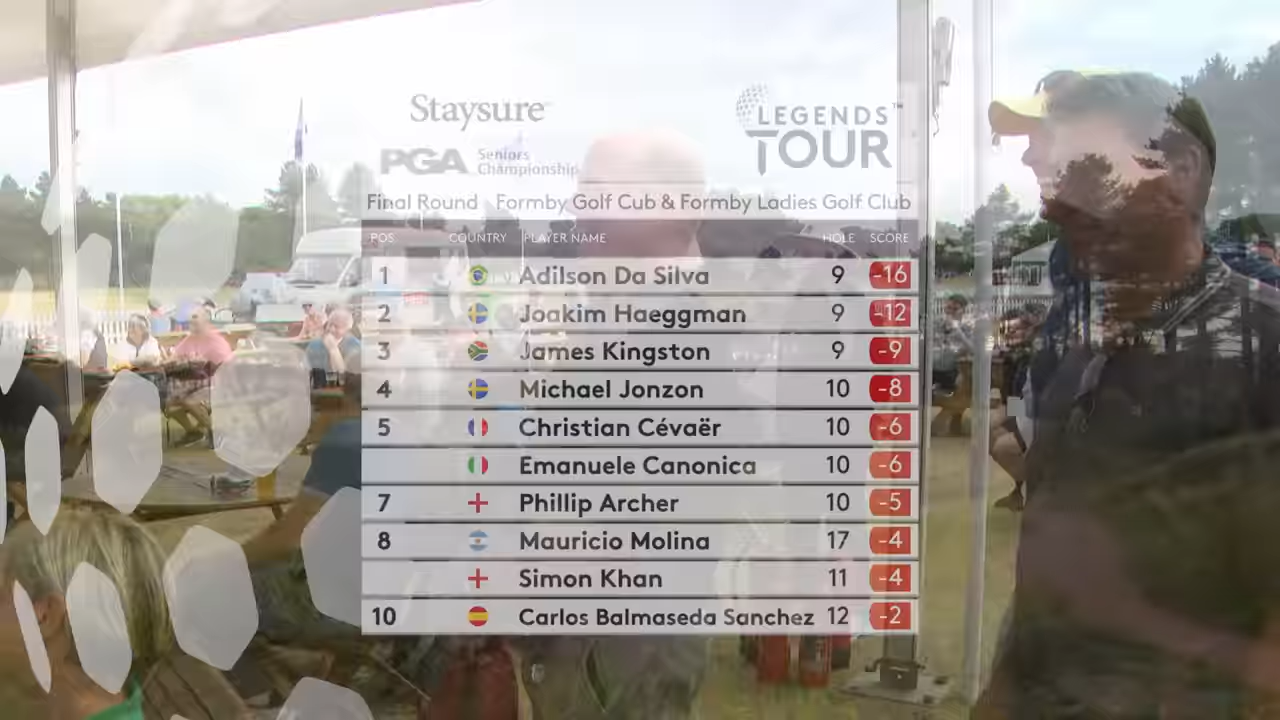 Staysure
LEGENDS
TOUR
PGA Seniors Championship
Final Round Formby Golf Cub & Formby Ladies Golf Club
POS COUNTRY PLAYER NAME HOLE SCORE
1 Adilson Da Silva 9 -16
2 Joakim Haeggman 9 -12
3 James Kingston 9 -9
4 Michael Jonzon 10 -8
5 Christian Cévaër 10 -6
Emanuele Canonica 10 -6
7 Phillip Archer 10 -5
8 Mauricio Molina 17 -4
Simon Khan 11 -4
10 Carlos Balmaseda Sanchez 12 -2